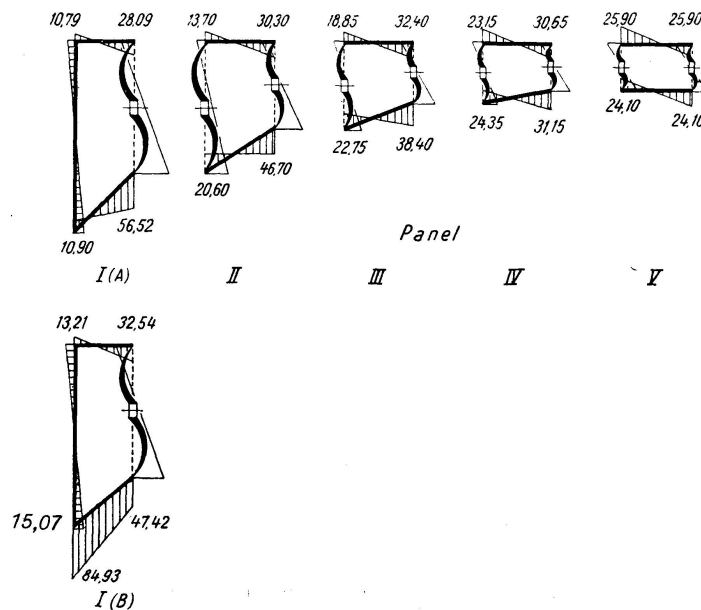 10,79 28,09 13,70 30,30 18,85 32,40 23,15 30,65 25,90 25,90
24,10 24,10
24,35 31,15
22,75 38,40
20,60 46,70
56,52
10,90
Panel
I (A) II III IV V
13,21 32,54
15,07 47,42
84,93
I (B)